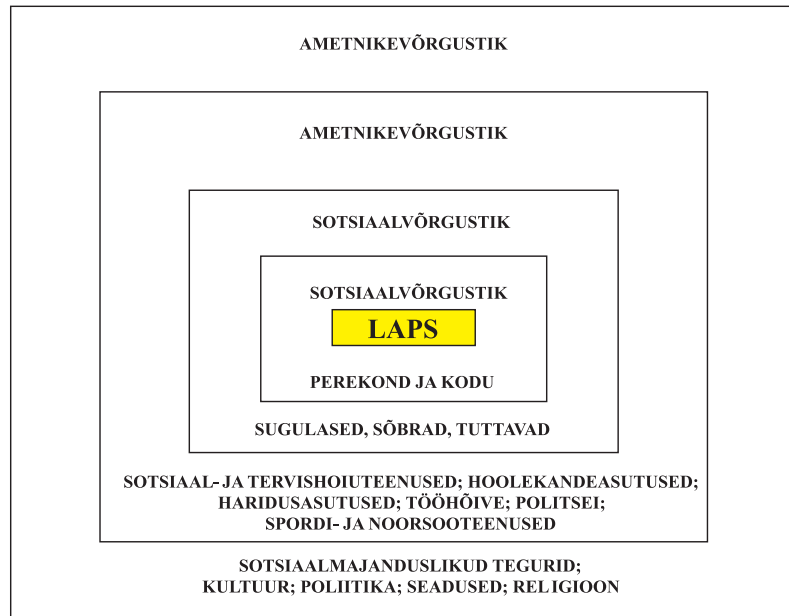 AMETNIKEVÕRGUSTIK
AMETNIKEVÕRGUSTIK
SOTSIAALVÕRGUSTIK
SOTSIAALVÕRGUSTIK
LAPS
PEREKOND JA KODU
SUGULASED, SÕBRAD, TUTTAVAD
SOTSIAAL- JA TERVISHOIUTEENUSED; HOOLEKANDEASUTUSED;
HARIDUSASUTUSED; TÖÖHÕIVE; POLITSEI;
SPORDI- JA NOORSOOTEENUSED
SOTSIAALMAJANDUSLIKUD TEGURID;
KULTUUR; POLIITIKA; SEADUSED; RELIGIOON